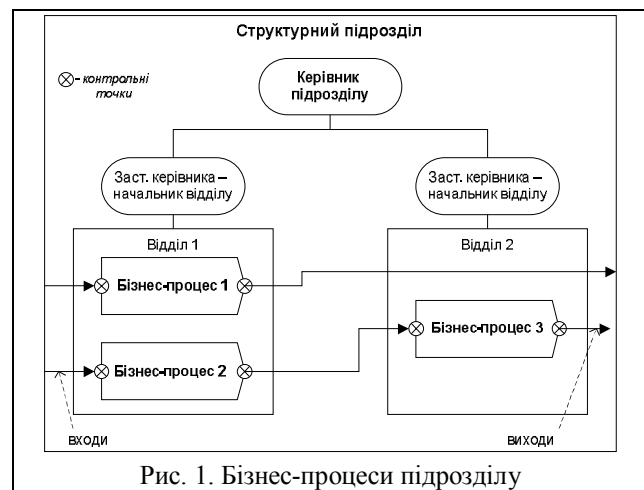 Структурний підрозділ
⊗- контрольні
точки
Керівник
підрозділу
Заст. керівника –
начальник відділу
Заст. керівника –
начальник відділу
Відділ 1
Відділ 2
Бізнес-процес 1
Бізнес-процес 3
Бізнес-процес 2
входи
виходи
Рис. 1. Бізнес-процеси підрозділу